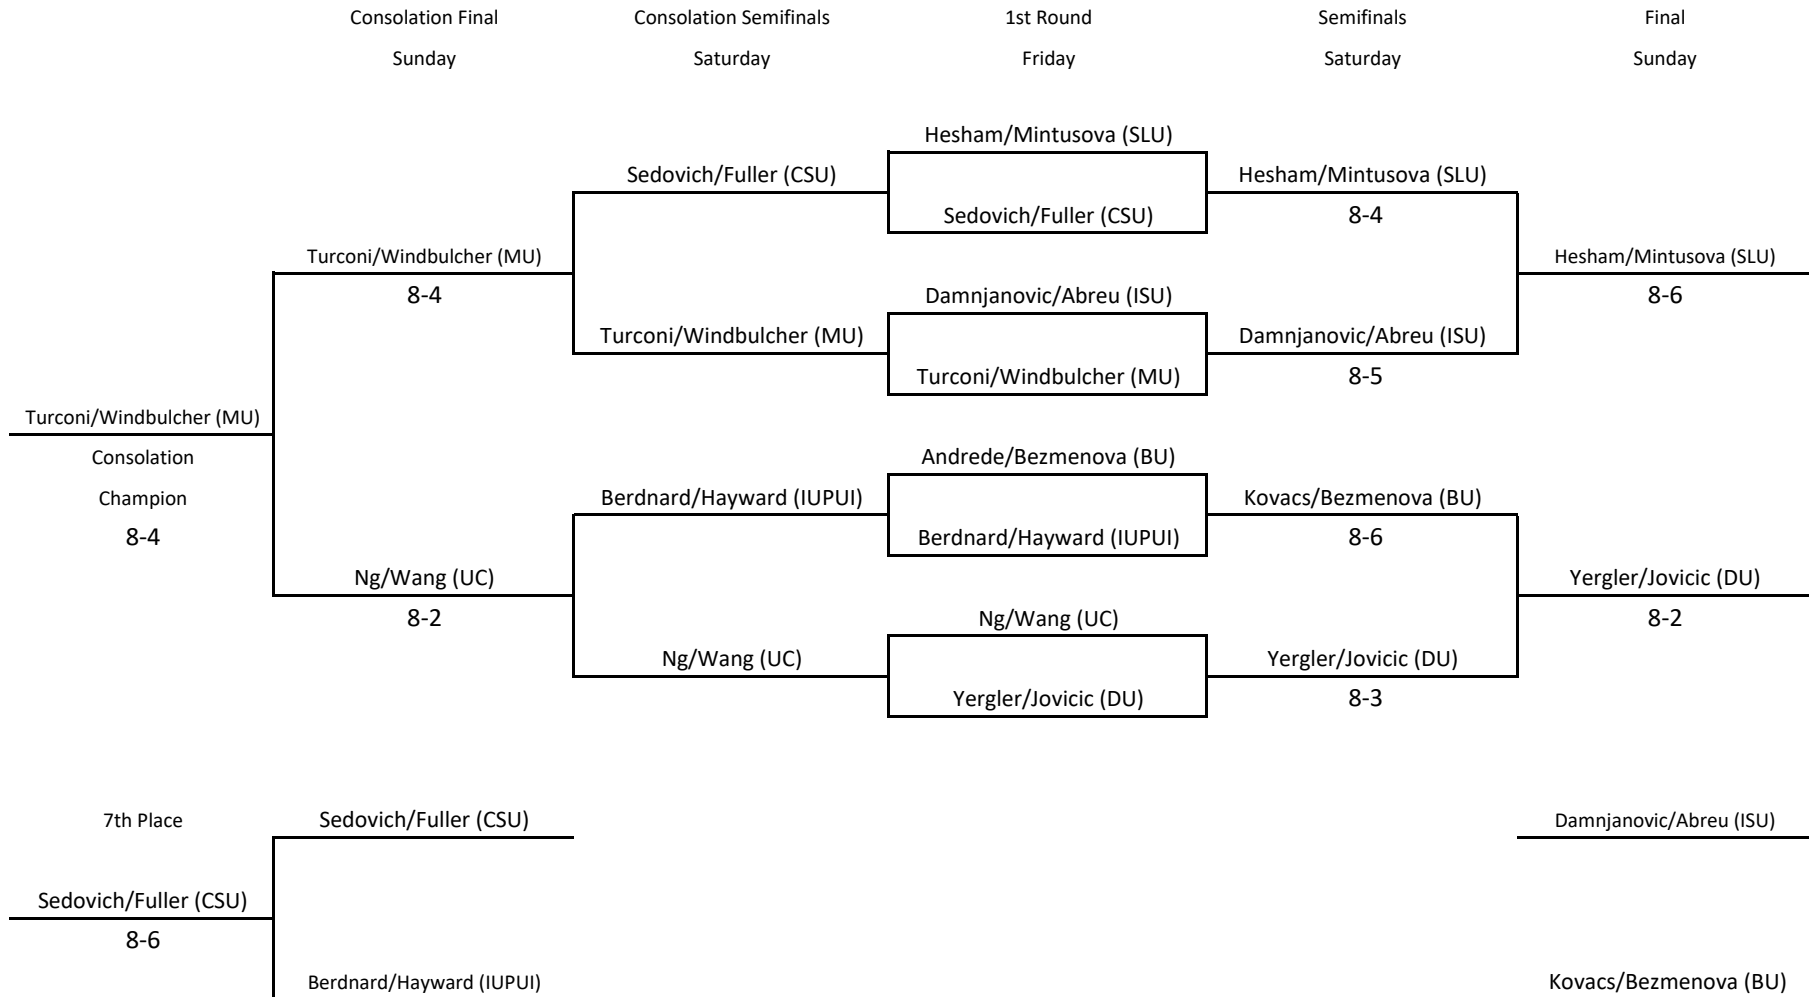 Consolation Final Consolation Semifinals 1st Round Semifinals Final
Sunday Saturday Friday Saturday Sunday
Hesham/Mintusova (SLU)
Sedovich/Fuller (CSU) Hesham/Mintusova (SLU)
Sedovich/Fuller (CSU) 8-4
Turconi/Windbulcher (MU) Hesham/Mintusova (SLU)
8-4 Damnjanovic/Abreu (ISU) 8-6
Turconi/Windbulcher (MU) Damnjanovic/Abreu (ISU)
Turconi/Windbulcher (MU) 8-5
Turconi/Windbulcher (MU)
Consolation Andrede/Bezmenova (BU)
Champion Berdnard/Hayward (IUPUI) Kovacs/Bezmenova (BU)
8-4 Berdnard/Hayward (IUPUI) 8-6
Ng/Wang (UC) Yergler/Jovicic (DU)
8-2 Ng/Wang (UC) 8-2
Ng/Wang (UC) Yergler/Jovicic (DU)
Yergler/Jovicic (DU) 8-3
7th Place Sedovich/Fuller (CSU) Damnjanovic/Abreu (ISU)
Sedovich/Fuller (CSU)
8-6
Berdnard/Hayward (IUPUI) Kovacs/Bezmenova (BU)